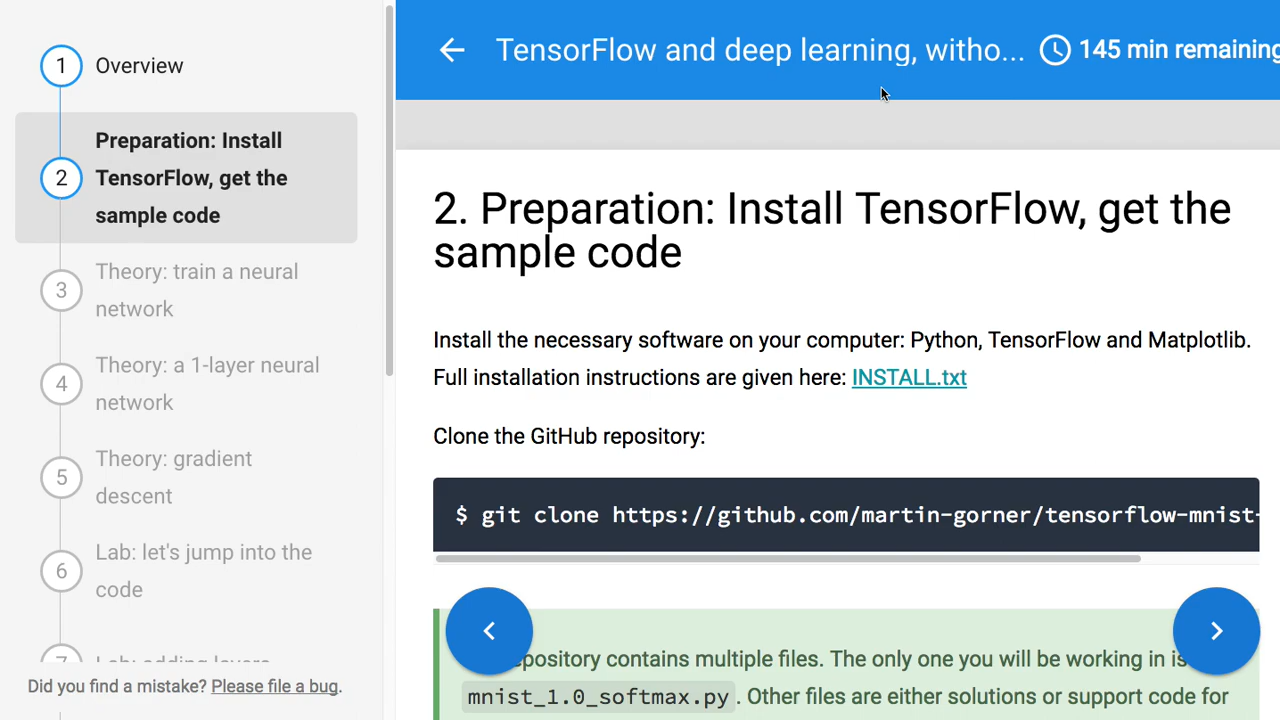 1 Overview
2 Preparation: Install
TensorFlow, get the
sample code
3 Theory: train a neural
network
4 Theory: a 1-layer neural
network
5 Theory: gradient
descent
6 Lab: let's jump into the
code
7 Lab: adding layers
Did you find a mistake? Please file a bug.
TensorFlow and deep learning, witho... 145 min remaining
2. Preparation: Install TensorFlow, get the
sample code
Install the necessary software on your computer: Python, TensorFlow and Matplotlib.
Full installation instructions are given here: INSTALL.txt
Clone the GitHub repository:
$ git clone https://github.com/martin-gorner/tensorflow-mnist-
pository contains multiple files. The only one you will be working in is
mnist_1.0_softmax.py. Other files are either solutions or support code for